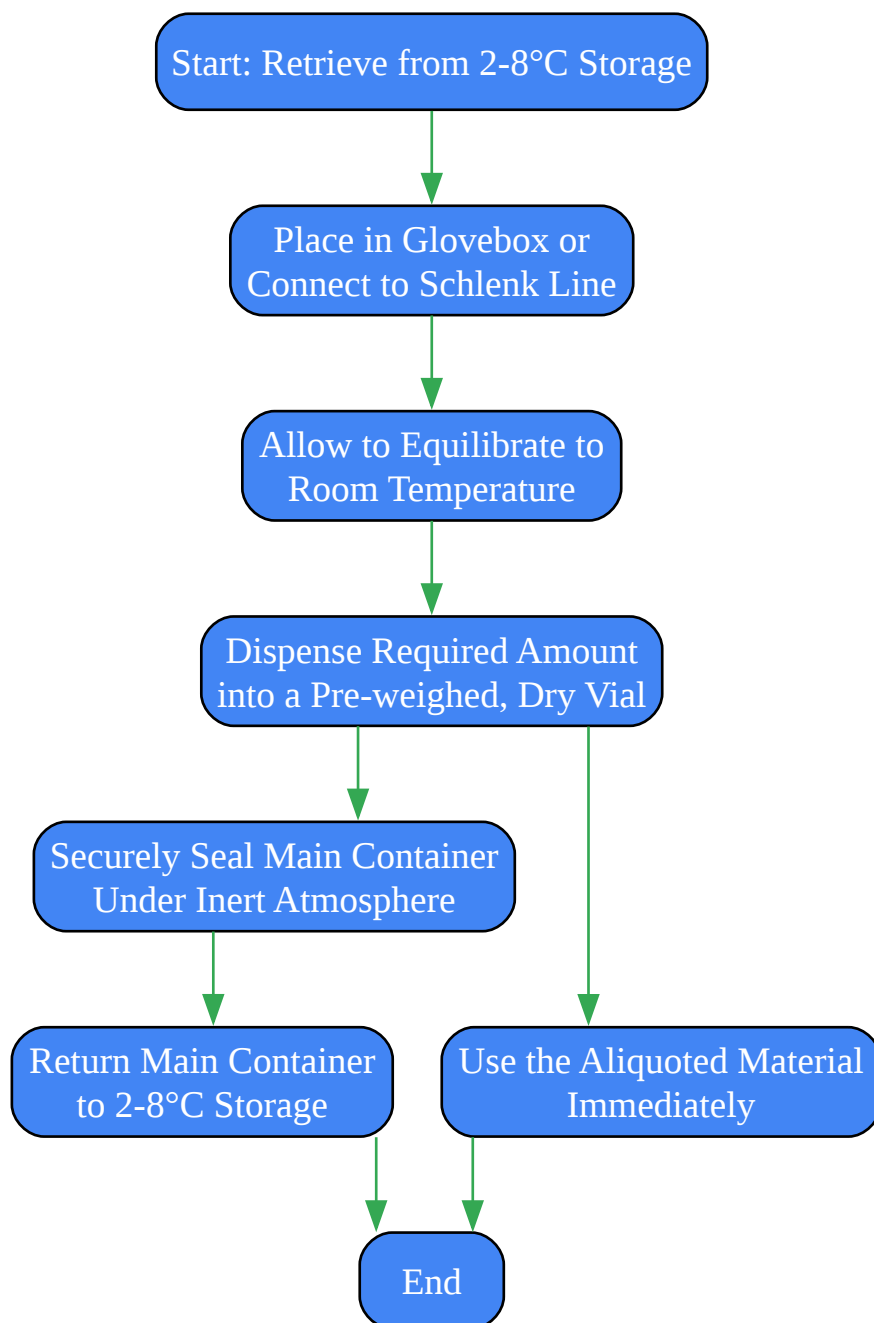 Start: Retrieve from 2-8°C Storage
Place in Glovebox or
Connect to Schlenk Line
Allow to Equilibrate to
Room Temperature
Dispense Required Amount
into a Pre-weighed, Dry Vial
Securely Seal Main Container
Under Inert Atmosphere
Return Main Container
to 2-8°C Storage
Use the Aliquoted Material
Immediately
End